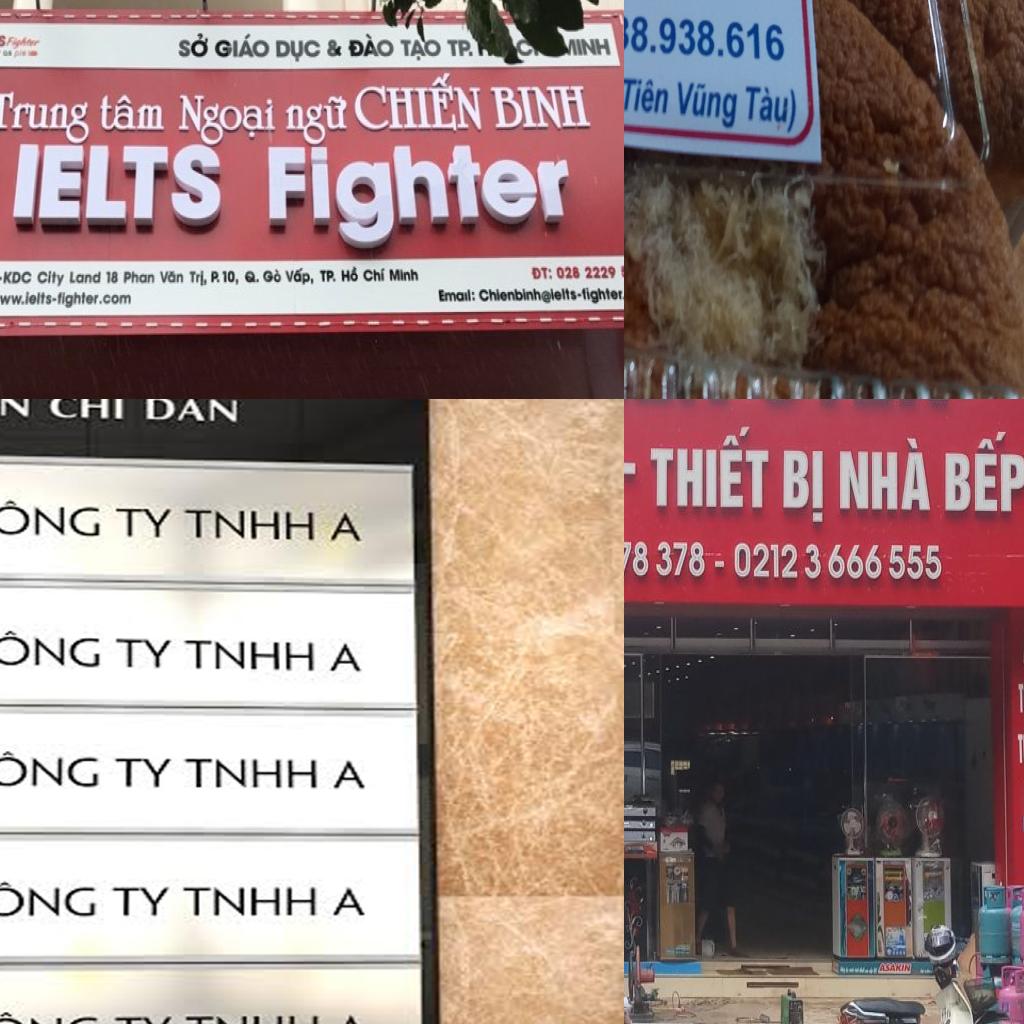 SỞ GIÁO DỤC & ĐÀO TẠO TP. MINH
Trung tâm Ngoại ngữ CHIẾN BINH
IELTS Fighter
KDC City Land 18 Phan Văn Trị, P.10, Q. Gò Vấp, TP. Hồ Chí Minh
ĐT: 028 2229
www.ielts-fighter.com
Email: Chienbinh@ielts-fighter.
38.938.616
Tiên Vũng Tàu)
N CHỈ DẪN
ÔNG TY TNHH A
ÔNG TY TNHH A
ÔNG TY TNHH A
ÔNG TY TNHH A
- THIẾT BỊ NHÀ BẾP
78 378 - 0212 3 666 555
ASAKIN